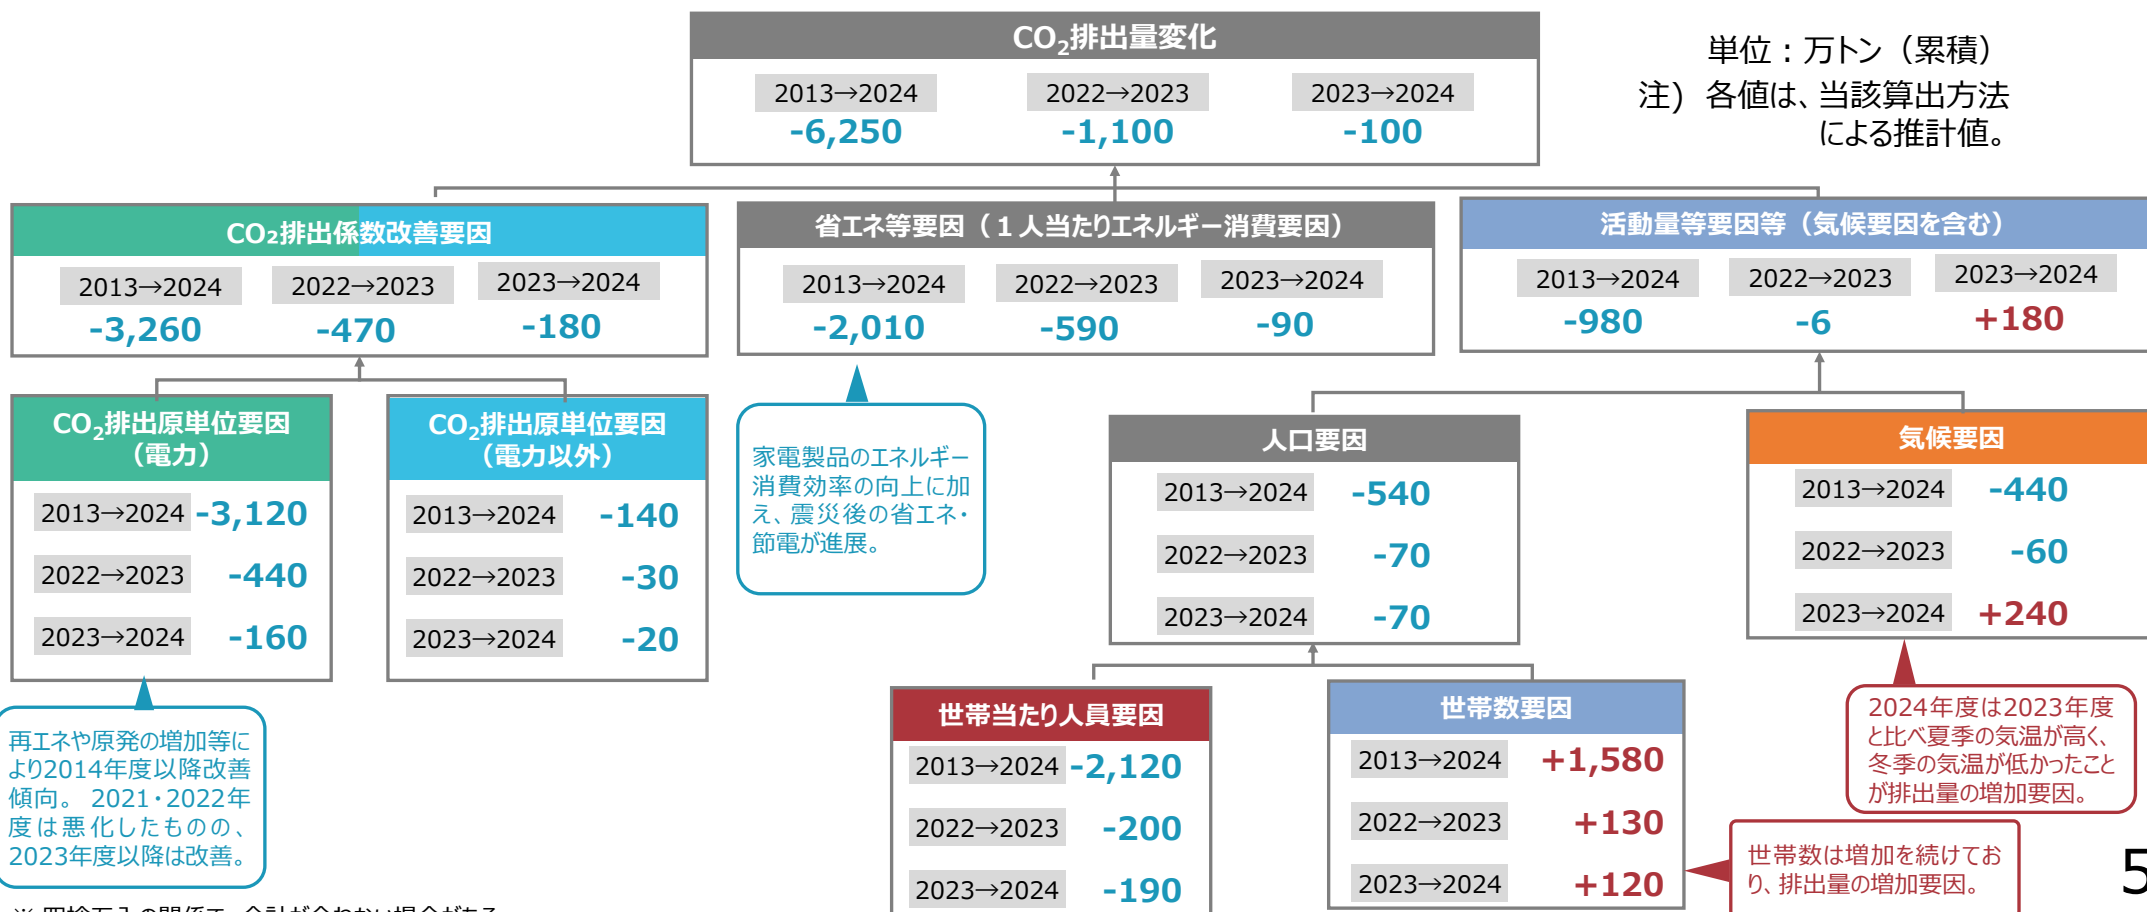 CO₂排出量変化
2013→2024
2022→2023
2023→2024
-6,250
-1,100
-100
単位：万トン（累積）
注）各値は、当該算出方法
による推計値。
CO₂排出係数改善要因
2013→2024
2022→2023
2023→2024
-3,260
-470
-180
省エネ等要因（１人当たりエネルギー消費要因）
2013→2024
2022→2023
2023→2024
-2,010
-590
-90
活動量等要因等（気候要因を含む）
2013→2024
2022→2023
2023→2024
-980
-6
+180
CO₂排出原単位要因
（電力）
2013→2024 -3,120
2022→2023 -440
2023→2024 -160
CO₂排出原単位要因
（電力以外）
2013→2024 -140
2022→2023 -30
2023→2024 -20
家電製品のエネルギー
消費効率の向上に加
え、震災後の省エネ・
節電が進展。
人口要因
2013→2024 -540
2022→2023 -70
2023→2024 -70
気候要因
2013→2024 -440
2022→2023 -60
2023→2024 +240
再エネや原発の増加等に
より2014年度以降改善
傾向。 2021・2022年
度は悪化したものの、
2023年度以降は改善。
世帯当たり人員要因
2013→2024 -2,120
2022→2023 -200
2023→2024 -190
世帯数要因
2013→2024 +1,580
2022→2023 +130
2023→2024 +120
2024年度は2023年度
と比べ夏季の気温が高く、
冬季の気温が低かったこと
が排出量の増加要因。
世帯数は増加を続けてお
り、排出量の増加要因。
5